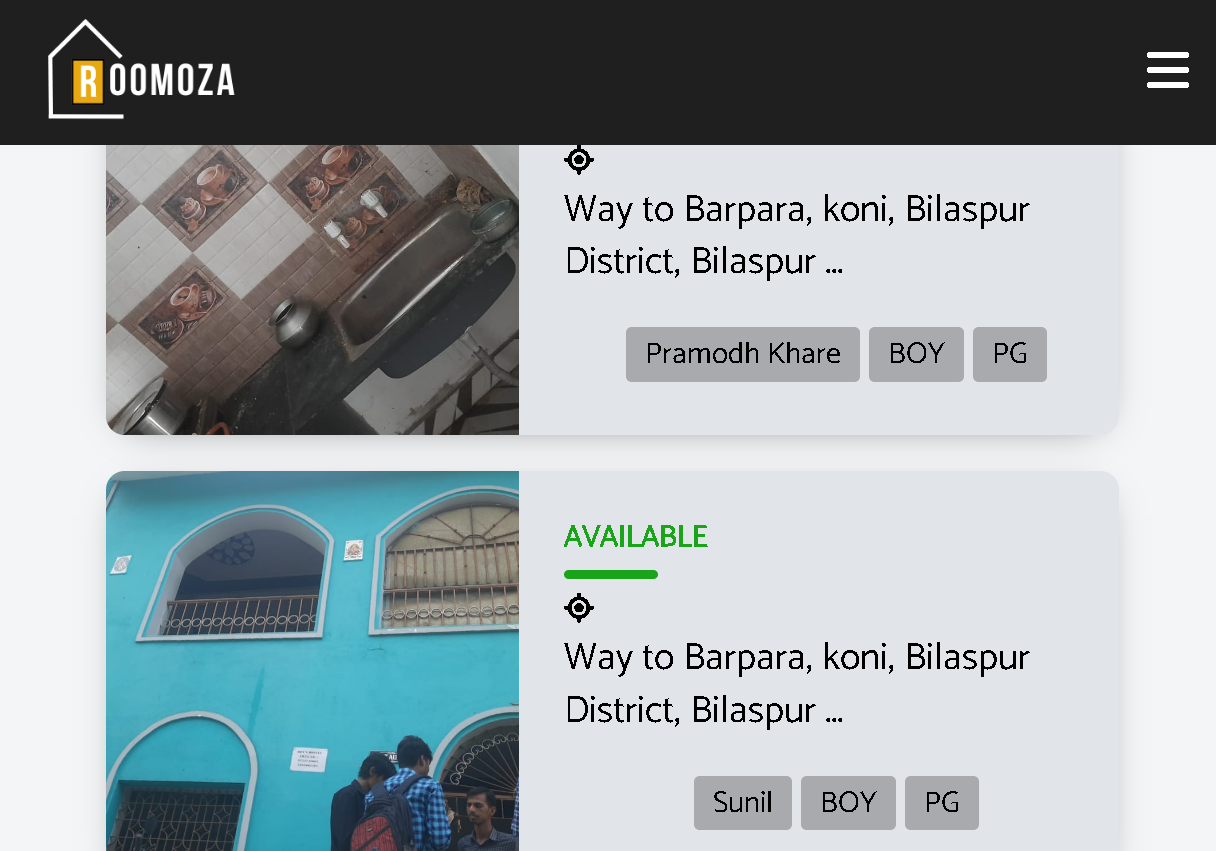 ROOMOZA
Way to Barpara, koni, Bilaspur
District, Bilaspur ...
Pramodh Khare
BOY
PG
AVAILABLE
Way to Barpara, koni, Bilaspur
District, Bilaspur ...
Sunil
BOY
PG